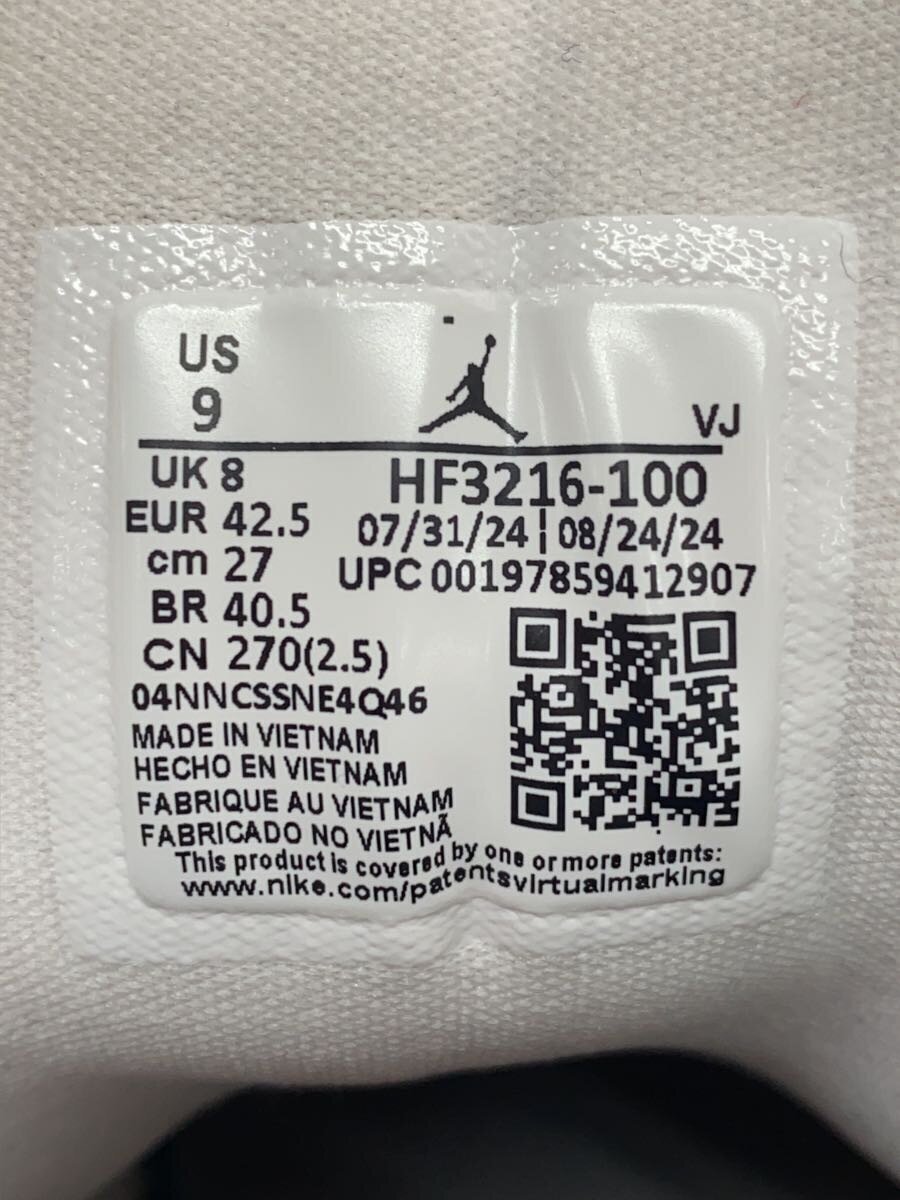 US
9
VJ
UK 8
EUR 42.5
cm 27
BR 40.5
CN 270(2.5)
HF3216-100
07/31/24 | 08/24/24
UPC 00197859412907
04NNCSSNE4Q46
MADE IN VIETNAM
HECHO EN VIETNAM
FABRIQUE AU VIETNAM
FABRICADO NO VIETNÃ
This product is covered by one or more patents:
www.nike.com/patentsvirtualmarking